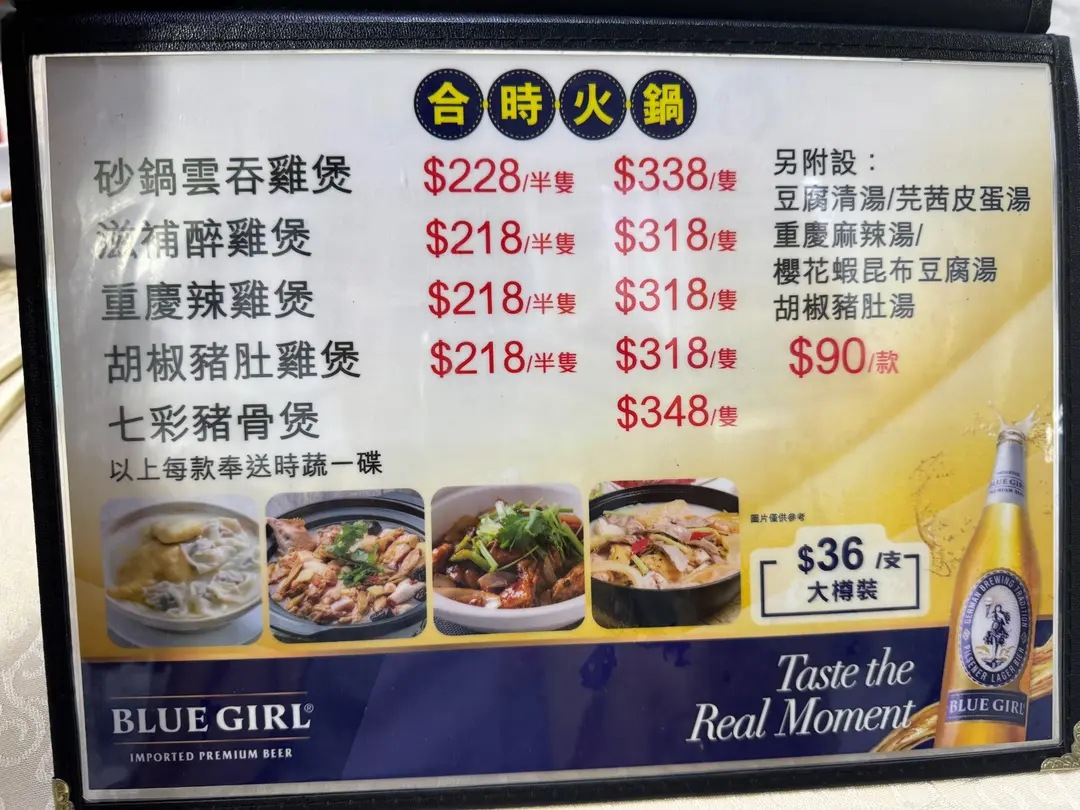 合時火鍋
砂鍋雲吞雞煲 $228/半隻 $338/隻
滋補醉雞煲 $218/半隻 $318/隻
重慶辣雞煲 $218/半隻 $318/隻
胡椒豬肚雞煲 $218/半隻 $318/隻
七彩豬骨煲 $348/隻
以上每款奉送時蔬一碟
另附設：
豆腐清湯/芫茜皮蛋湯
重慶麻辣湯/
櫻花蝦昆布豆腐湯
胡椒豬肚湯
$90/款
圖片僅供參考
$36/支
大樽裝
BLUE GIRL®
IMPORTED PREMIUM BEER
Taste the
Real Moment
GERMAN BREWING TRADITION
PILSENER LAGER BEER
BLUE GIRL